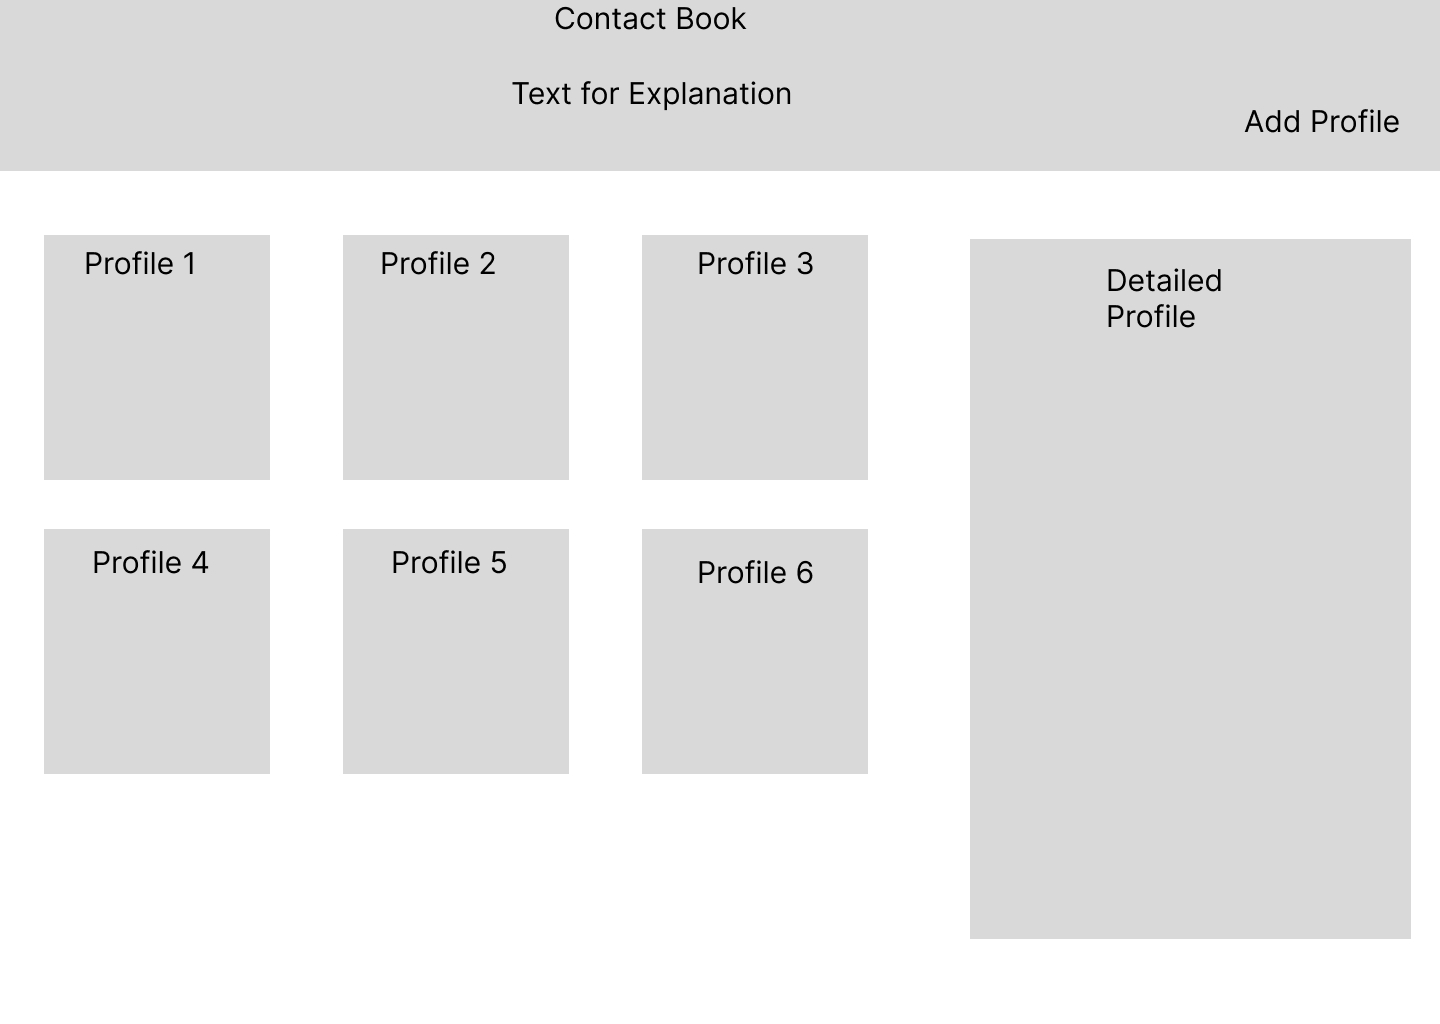 Contact Book
Text for Explanation
Add Profile
Profile 1
Profile 2
Profile 3
Detailed
Profile
Profile 4
Profile 5
Profile 6